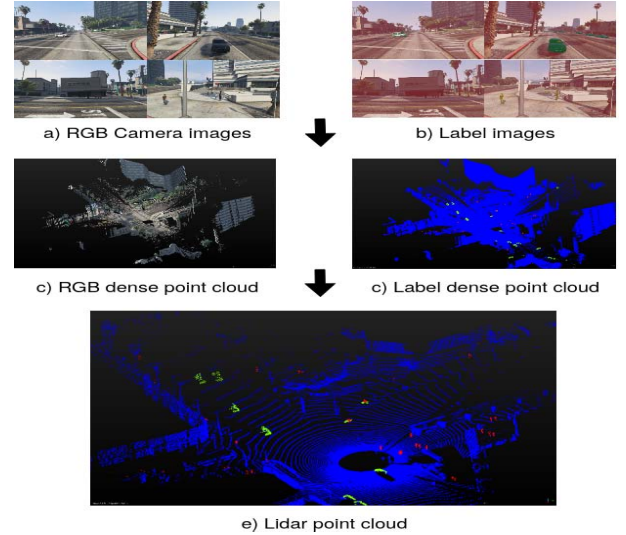 a) RGB Camera images
b) Label images
c) RGB dense point cloud
c) Label dense point cloud
e) Lidar point cloud